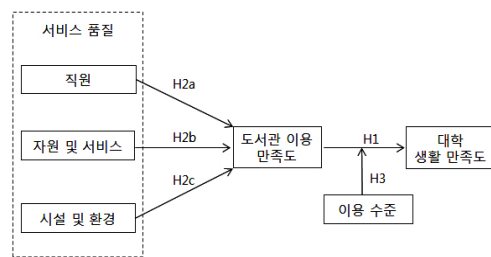 서비스 품질
직원
H2a
자원 및 서비스
H2b
도서관 이용
만족도
H1
대학
생활 만족도
H2c
H3
시설 및 환경
이용 수준